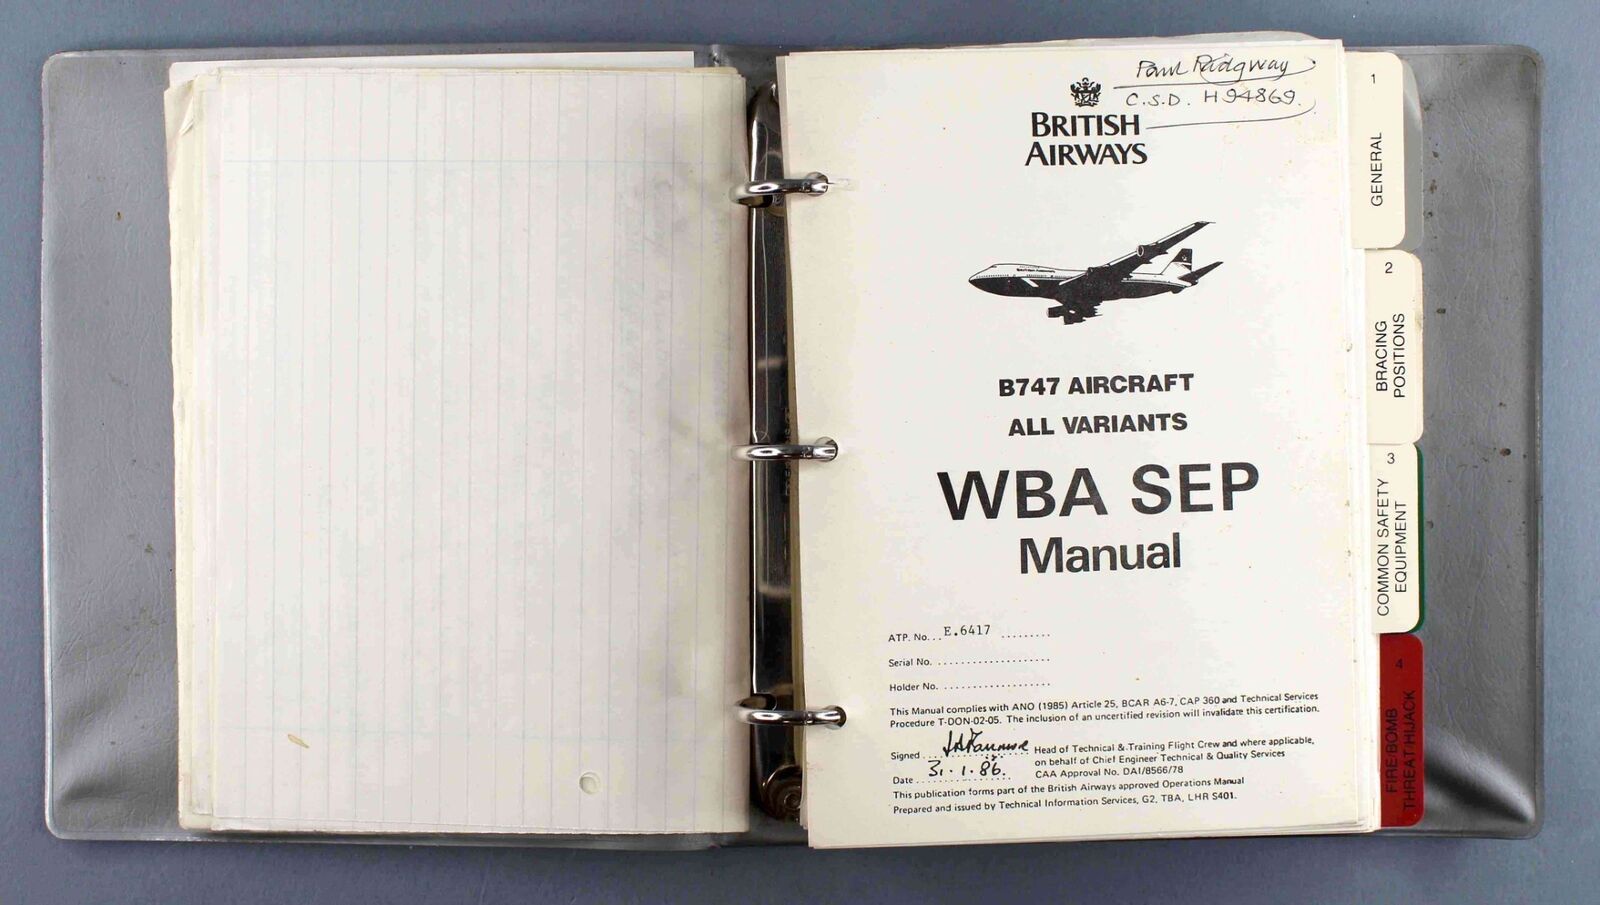 Paul Ridgway
C.S.D. H94869.
BRITISH
AIRWAYS
B747 AIRCRAFT
ALL VARIANTS
WBA SEP
Manual
ATP. No... E.6417 .........
Serial No. ...................
Holder No. ..................
This Manual complies with ANO (1985) Article 25, BCAR A6-7, CAP 360 and Technical Services
Procedure T-DON-02-05. The inclusion of an uncertified revision will invalidate this certification.
Signed Head of Technical & Training Flight Crew and where applicable,
on behalf of Chief Engineer Technical & Quality Services
Date 31.1.86. CAA Approval No. DAI/8566/78
This publication forms part of the British Airways approved Operations Manual
Prepared and issued by Technical Information Services, G2, TBA, LHR S401.
1
GENERAL
2
BRACING
POSITIONS
3
COMMON SAFETY
EQUIPMENT
4
FIRE/BOMB
THREAT/HIJACK